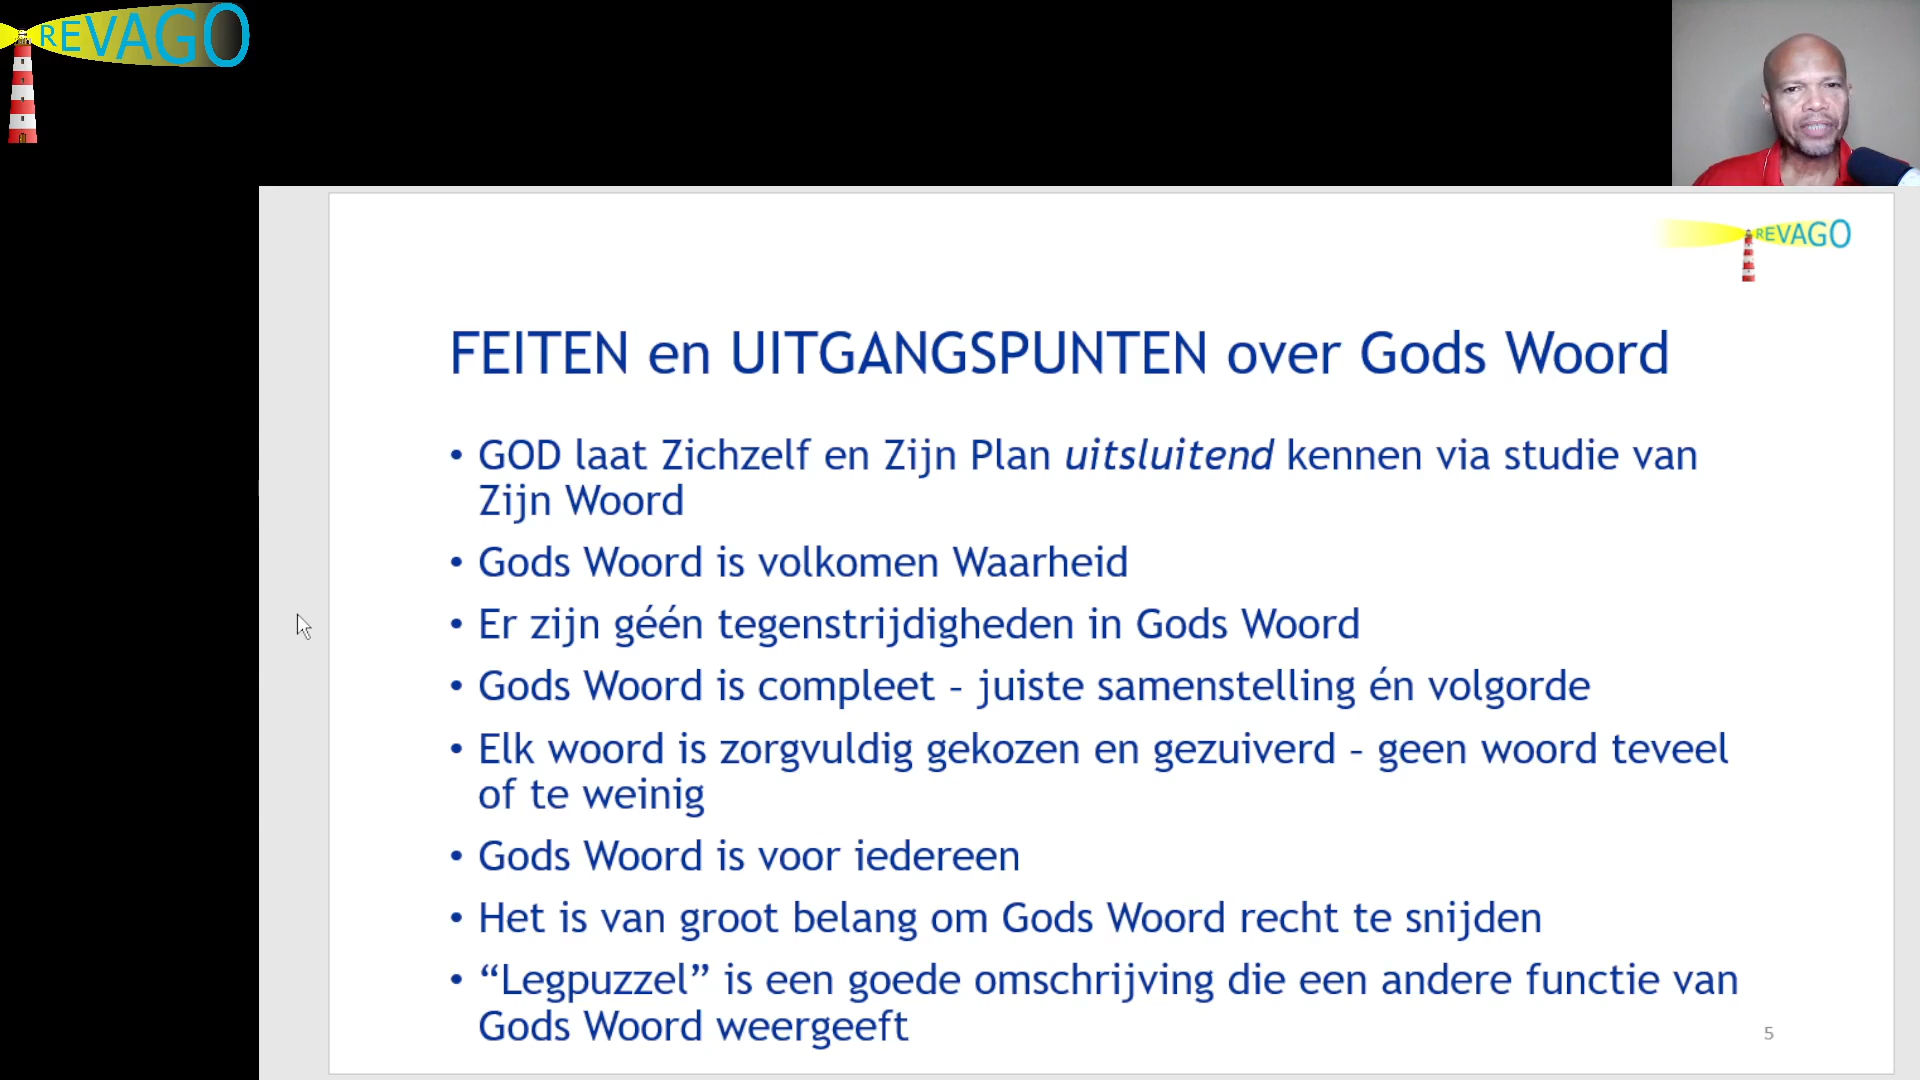 REVAGO
REVAGO
FEITEN en UITGANGSPUNTEN over Gods Woord
• GOD laat Zichzelf en Zijn Plan uitsluitend kennen via studie van
Zijn Woord
• Gods Woord is volkomen Waarheid
• Er zijn géén tegenstrijdigheden in Gods Woord
• Gods Woord is compleet – juiste samenstelling én volgorde
• Elk woord is zorgvuldig gekozen en gezuiverd – geen woord teveel
of te weinig
• Gods Woord is voor iedereen
• Het is van groot belang om Gods Woord recht te snijden
• “Legpuzzel” is een goede omschrijving die een andere functie van
Gods Woord weergeeft
5